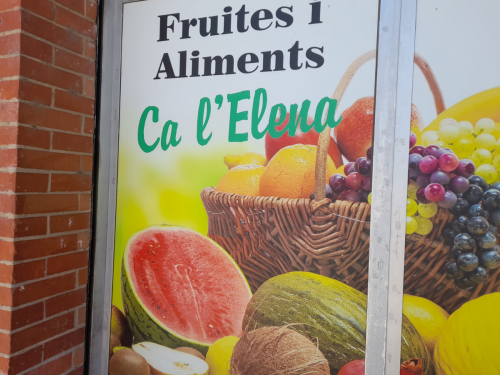 Fruites i
Aliments
Ca l'Elena